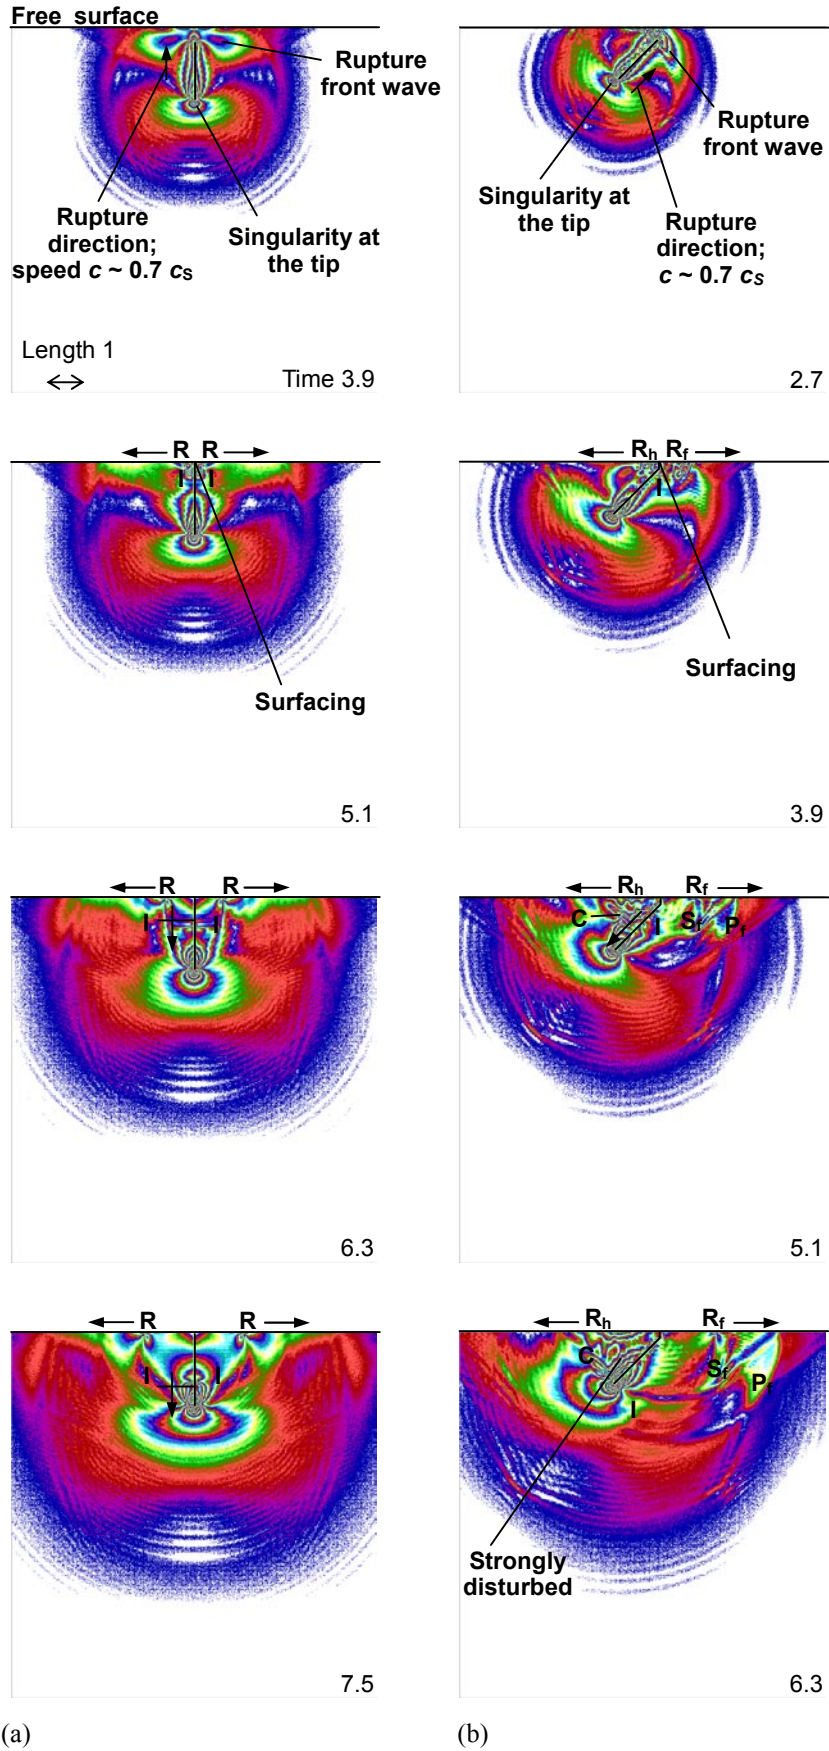 Free surface
Rupture
front wave
Rupture
direction;
speed c ~ 0.7 cS
Singularity at
the tip
Length 1
Time 3.9
Rupture
front wave
Singularity at
the tip
Rupture
direction;
c ~ 0.7 cS
2.7
R R
I I
Surfacing
5.1
Rh Rf
I
Surfacing
3.9
R R
I I
6.3
Rh Rf
C I Sf Pf
5.1
R R
I I
7.5
Rh Rf
C Sf Pf
I
Strongly
disturbed
6.3
(a) (b)